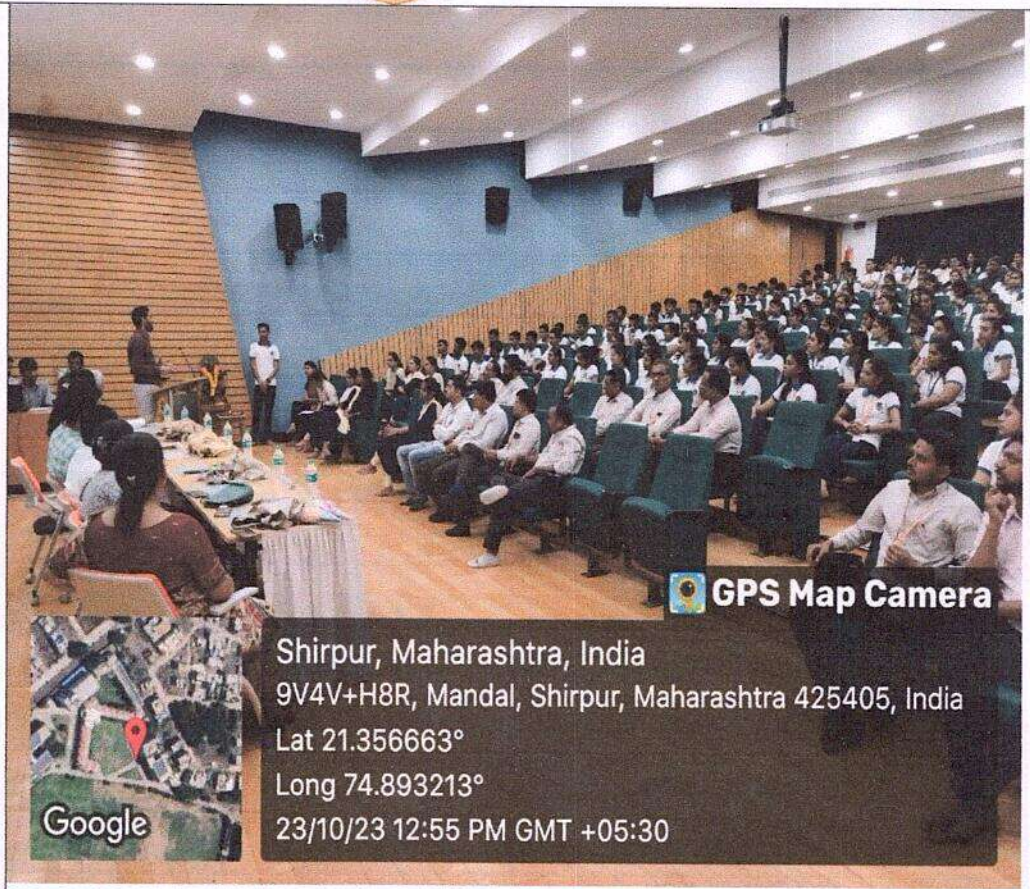 GPS Map Camera
Shirpur, Maharashtra, India
9V4V+H8R, Mandal, Shirpur, Maharashtra 425405, India
Lat 21.356663°
Long 74.893213°
23/10/23 12:55 PM GMT +05:30
Google